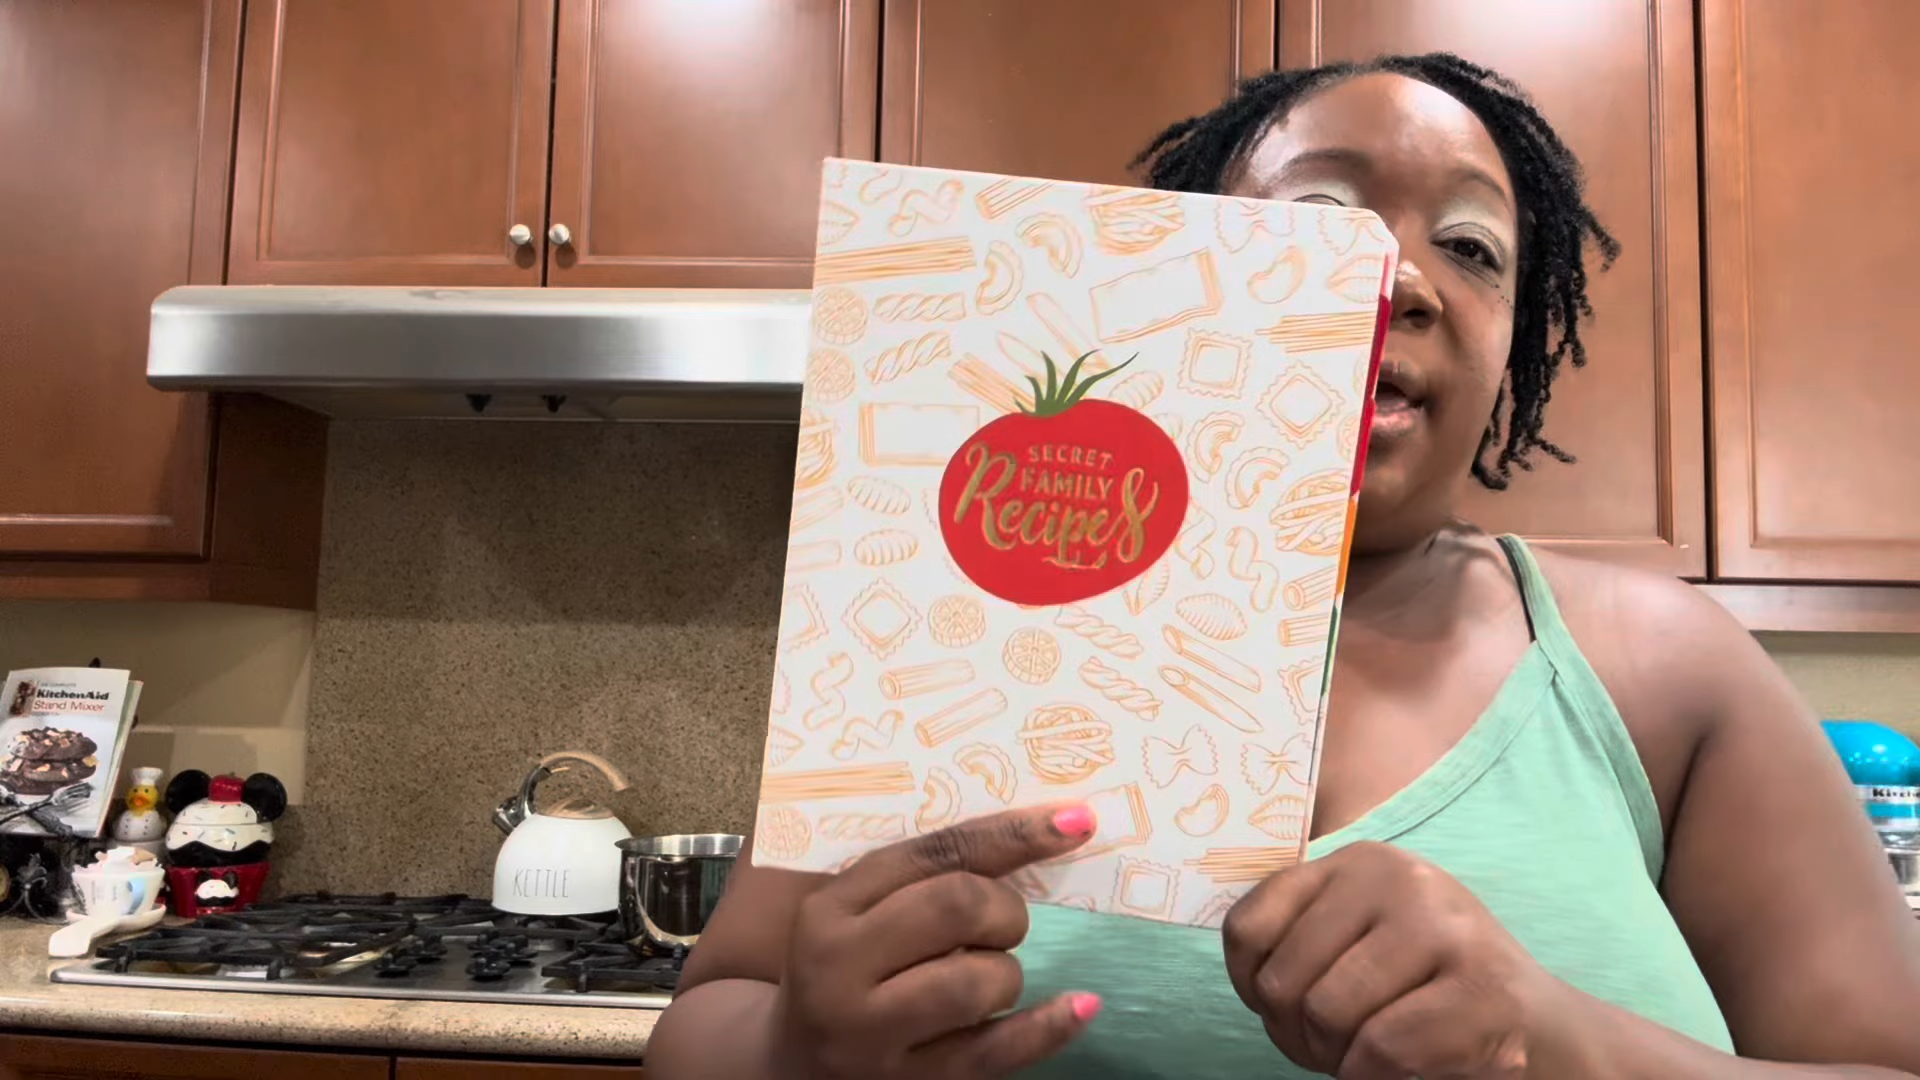 SECRET
FAMILY
Recipes
KitchenAid
Stand Mixer
KETTLE